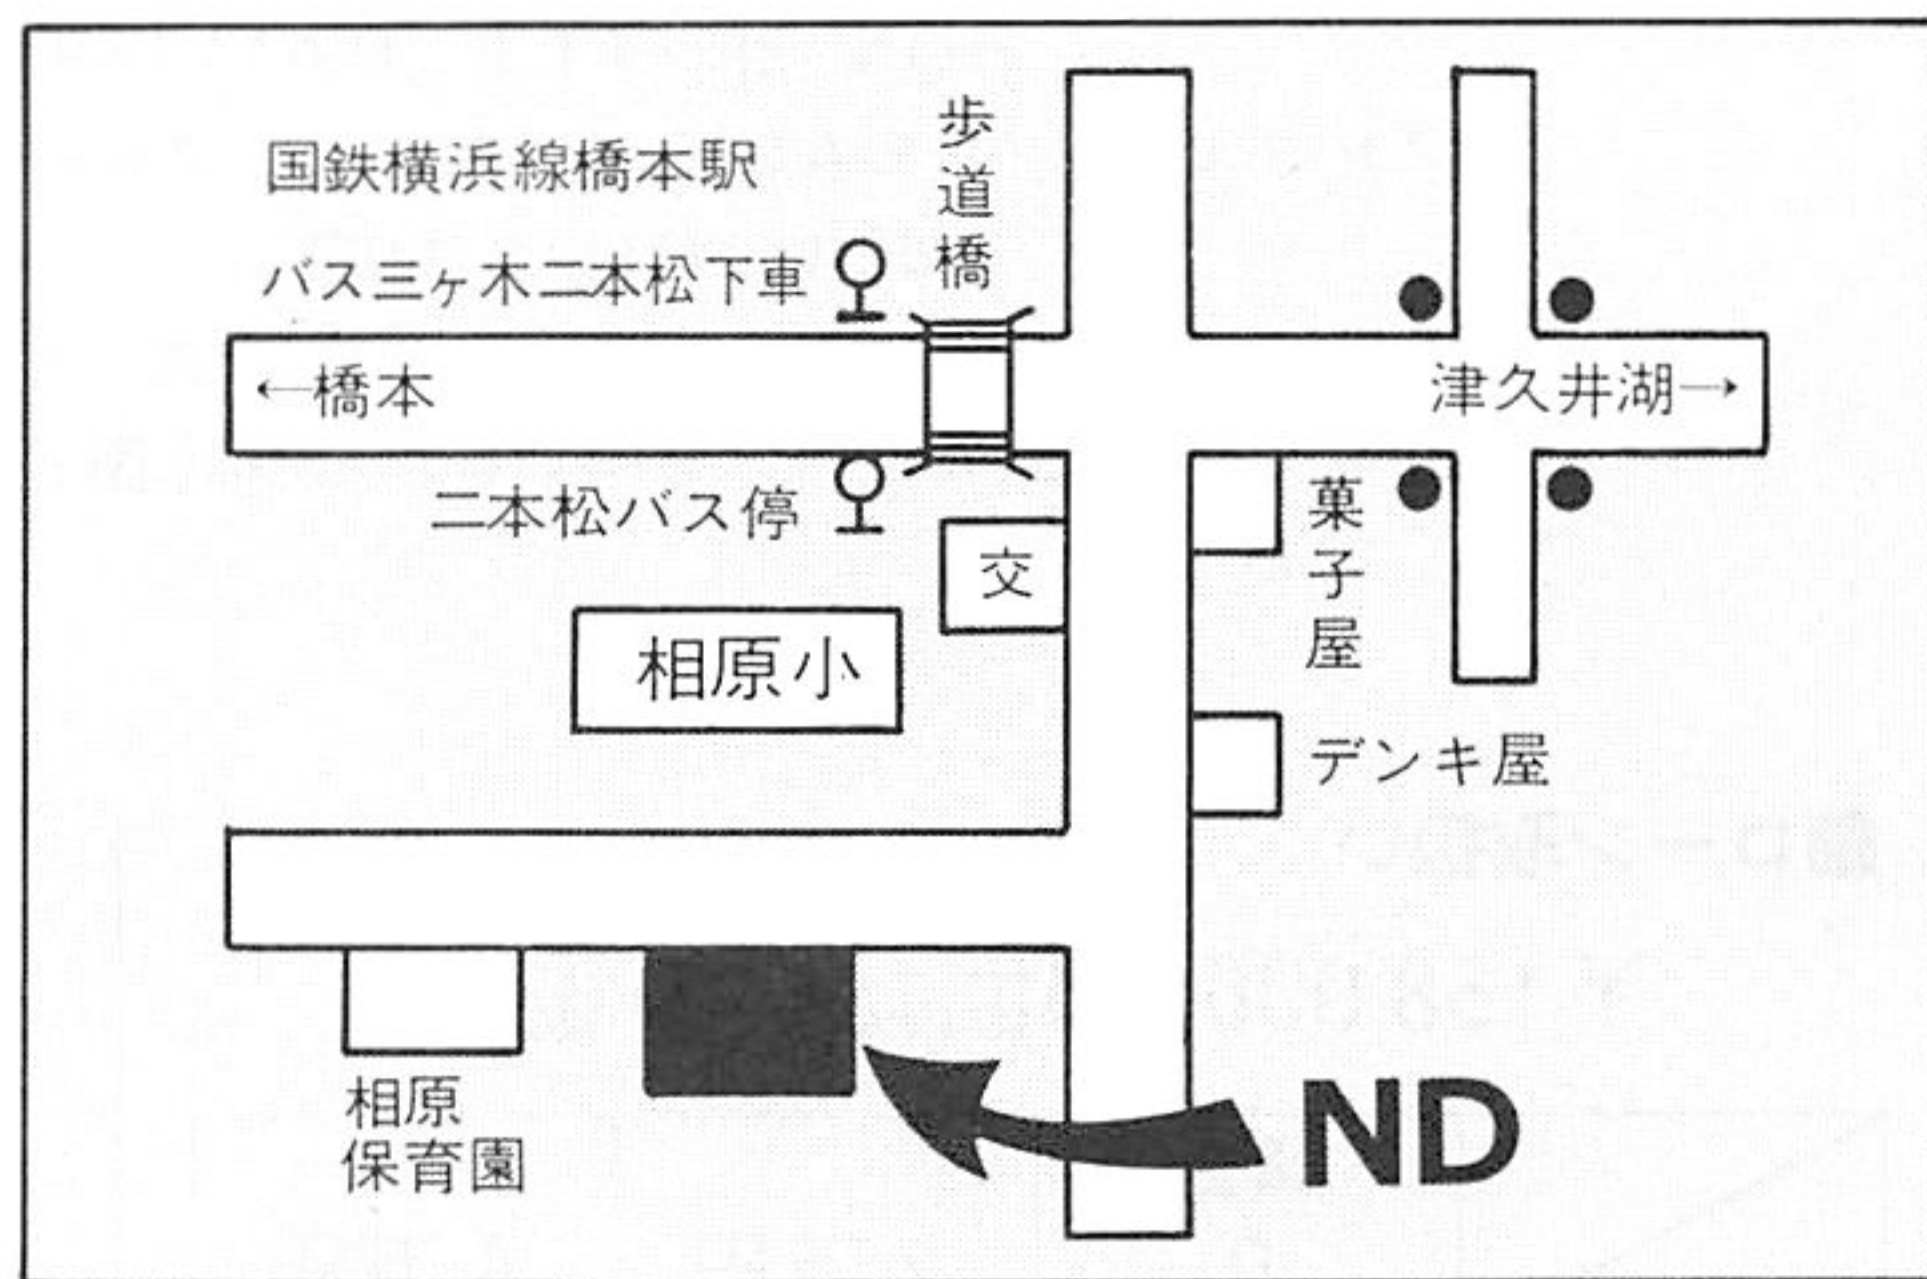 国鉄横浜線橋本駅
バス三ヶ木二本松下車
歩道橋
←橋本
津久井湖→
二本松バス停
交
菓子屋
相原小
デンキ屋
相原
保育園
ND